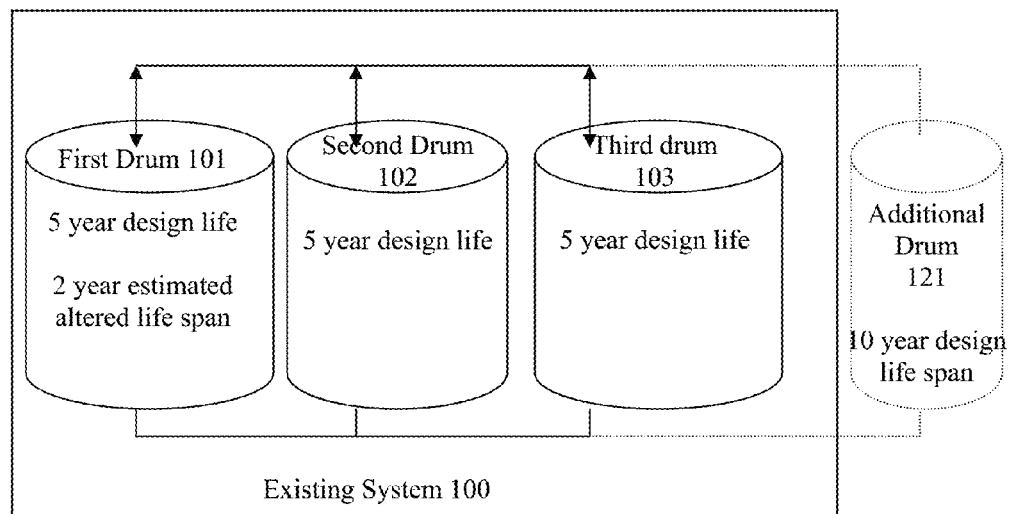 First Drum 101
5 year design life
2 year estimated
altered life span
Second Drum
102
5 year design life
Third drum
103
5 year design life
Additional
Drum
121
10 year design
life span
Existing System 100